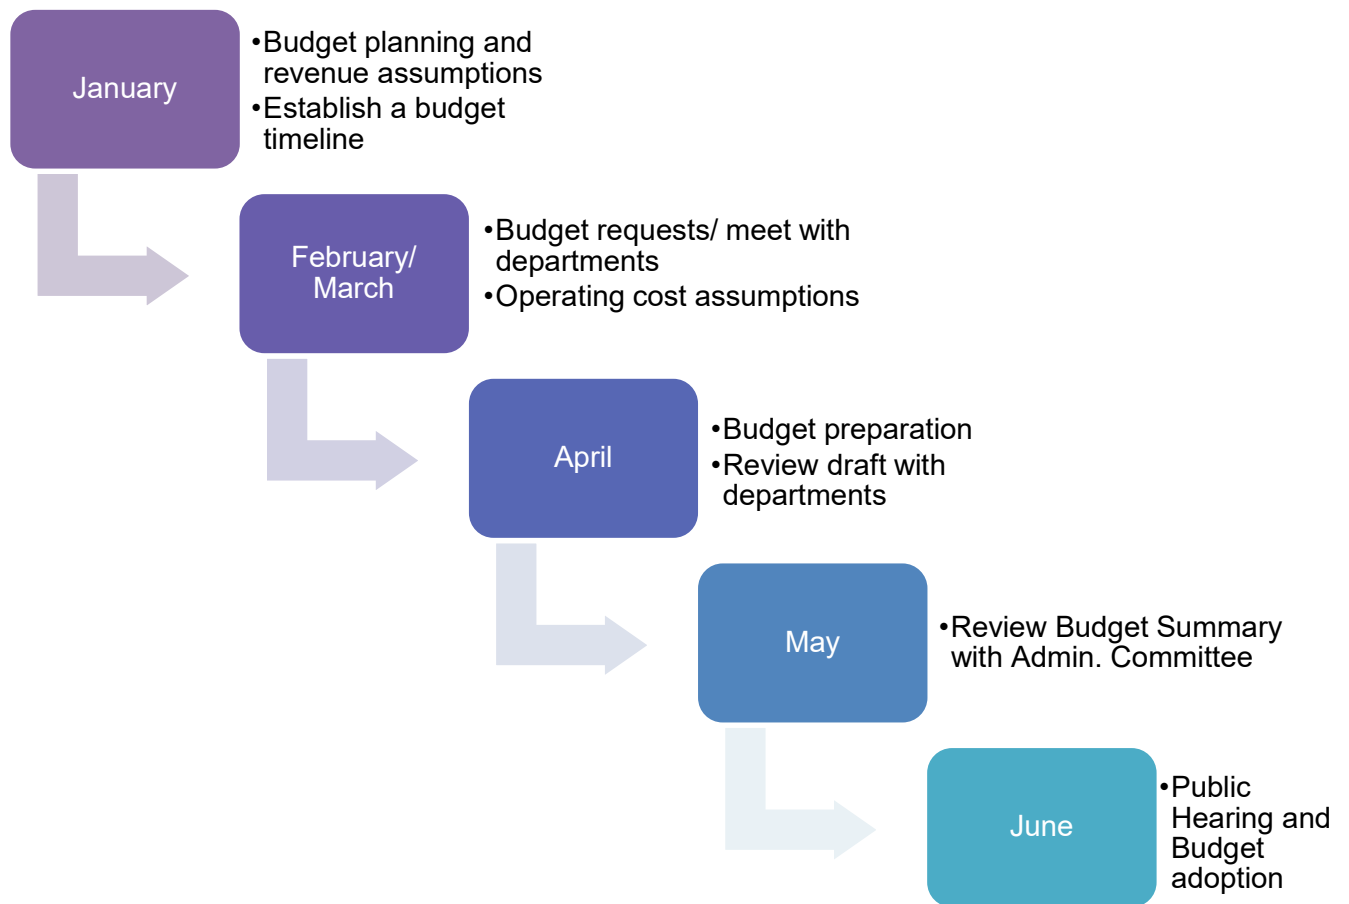 January
•Budget planning and
revenue assumptions
•Establish a budget
timeline
February/
March
•Budget requests/ meet with
departments
•Operating cost assumptions
April
•Budget preparation
•Review draft with
departments
May
•Review Budget Summary
with Admin. Committee
June
•Public
Hearing and
Budget
adoption